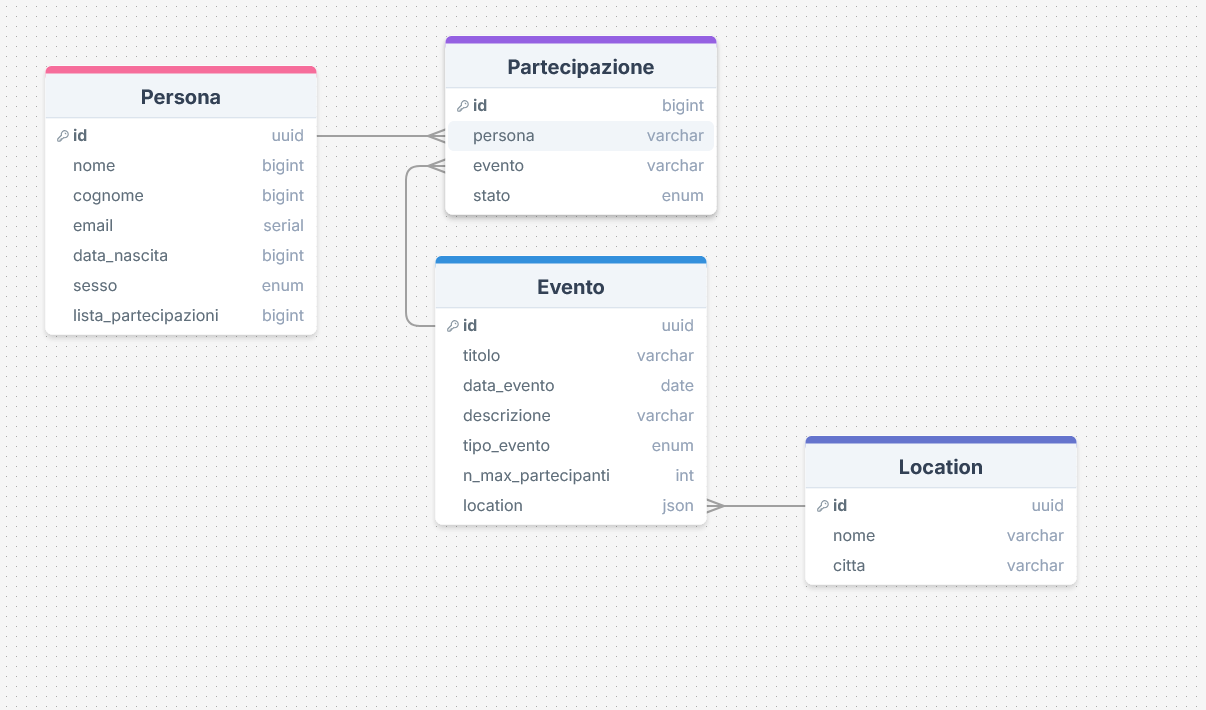 Persona
id uuid
nome bigint
cognome bigint
email serial
data_nascita bigint
sesso enum
lista_partecipazioni bigint
Partecipazione
id bigint
persona varchar
evento varchar
stato enum
Evento
id uuid
titolo varchar
data_evento date
descrizione varchar
tipo_evento enum
n_max_partecipanti int
location json
Location
id uuid
nome varchar
citta varchar